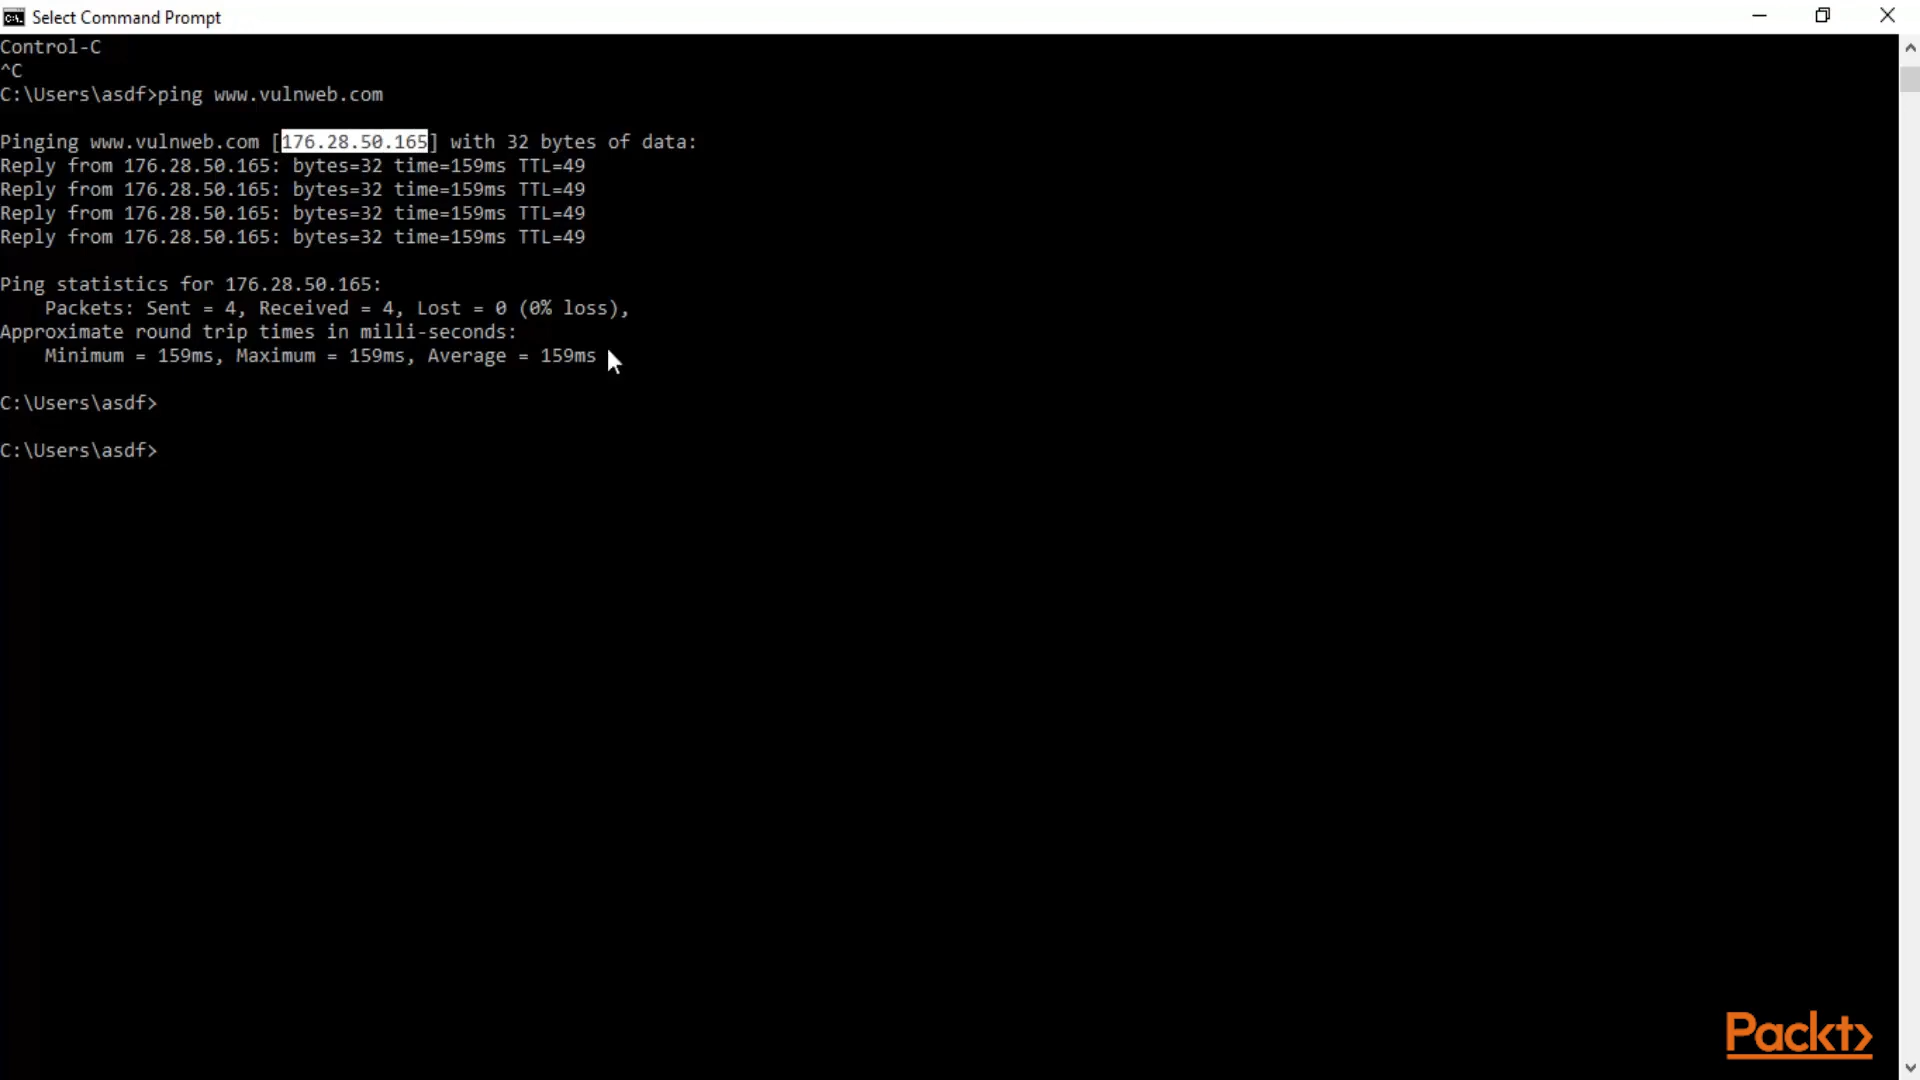 Select Command Prompt
Control-C
^C
C:\Users\asdf>ping www.vulnweb.com
Pinging www.vulnweb.com [176.28.50.165] with 32 bytes of data:
Reply from 176.28.50.165: bytes=32 time=159ms TTL=49
Reply from 176.28.50.165: bytes=32 time=159ms TTL=49
Reply from 176.28.50.165: bytes=32 time=159ms TTL=49
Reply from 176.28.50.165: bytes=32 time=159ms TTL=49
Ping statistics for 176.28.50.165:
    Packets: Sent = 4, Received = 4, Lost = 0 (0% loss),
Approximate round trip times in milli-seconds:
    Minimum = 159ms, Maximum = 159ms, Average = 159ms
C:\Users\asdf>
C:\Users\asdf>
Packt>